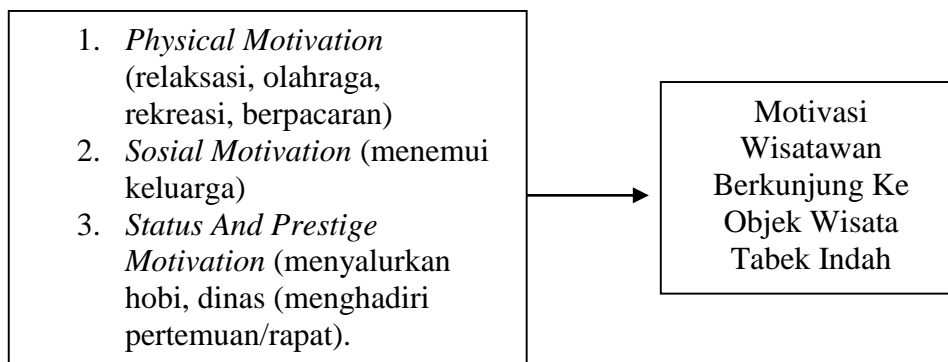 1. Physical Motivation
(relaksasi, olahraga,
rekreasi, berpacaran)
2. Sosial Motivation (menemui
keluarga)
3. Status And Prestige
Motivation (menyalurkan
hobi, dinas (menghadiri
pertemuan/rapat).
Motivasi
Wisatawan
Berkunjung Ke
Objek Wisata
Tabek Indah